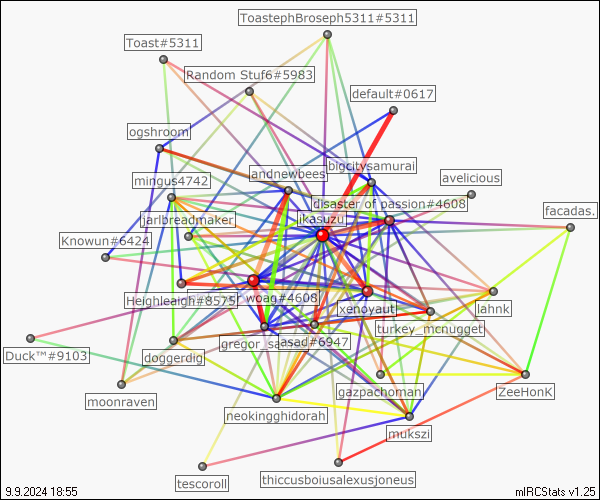 ToastephBroseph5311#5311
Toast#5311
Random Stuf6#5983
default#0617
ogshroom
bigcitysamurai
andnewbees
avelicious
mingus4742
disaster of passion#4608
jarlbreadmaker
ikasuzu
facadas.
Knowun#6424
Heighleaigh#8575
woag#4608
xenoyaut
lahnk
turkey_mcnugget
gregor_saasad#6947
Duck™#9103
doggerdig
gazpachoman
ZeeHonK
moonraven
neokingghidorah
mukszi
tescoroll
thiccusboiusalexusjoneus
9.9.2024 18:55
mIRCStats v1.25